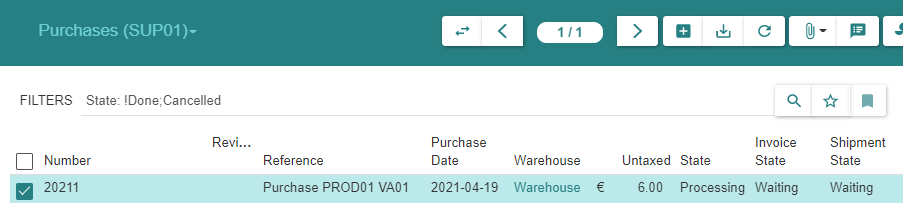 Purchases (SUP01)
1 / 1
FILTERS State: !Done;Cancelled
Number Revi... Reference Purchase Date Warehouse Untaxed State Invoice State Shipment State
20211 Purchase PROD01 VA01 2021-04-19 Warehouse € 6.00 Processing Waiting Waiting